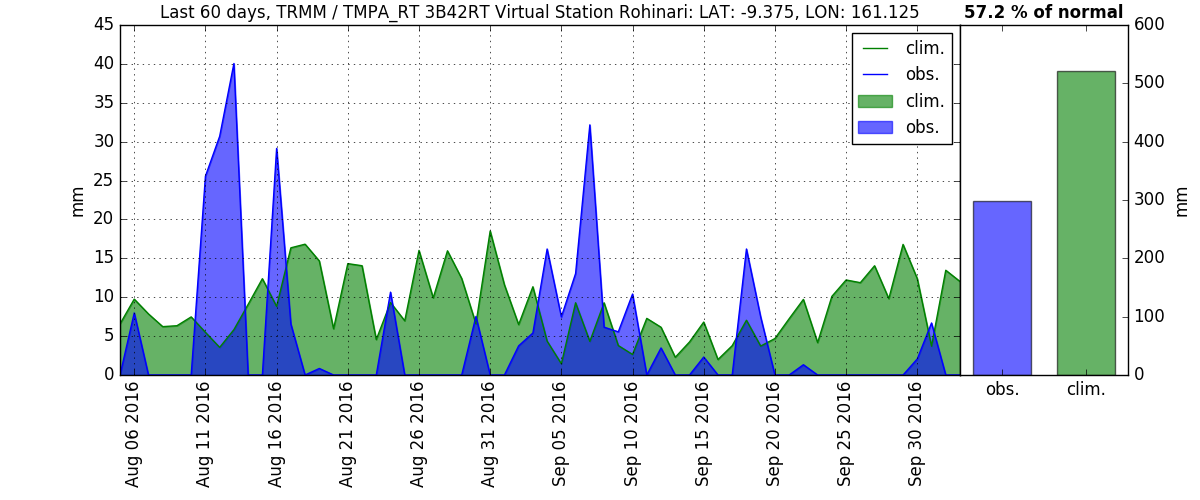 Last 60 days, TRMM / TMPA_RT 3B42RT Virtual Station Rohinari: LAT: -9.375, LON: 161.125
57.2 % of normal
45
40
35
30
25
20
15
10
5
0
mm
clim.
obs.
clim.
obs.
Aug 06 2016
Aug 11 2016
Aug 16 2016
Aug 21 2016
Aug 26 2016
Aug 31 2016
Sep 05 2016
Sep 10 2016
Sep 15 2016
Sep 20 2016
Sep 25 2016
Sep 30 2016
600
500
400
300
200
100
0
mm
obs.
clim.